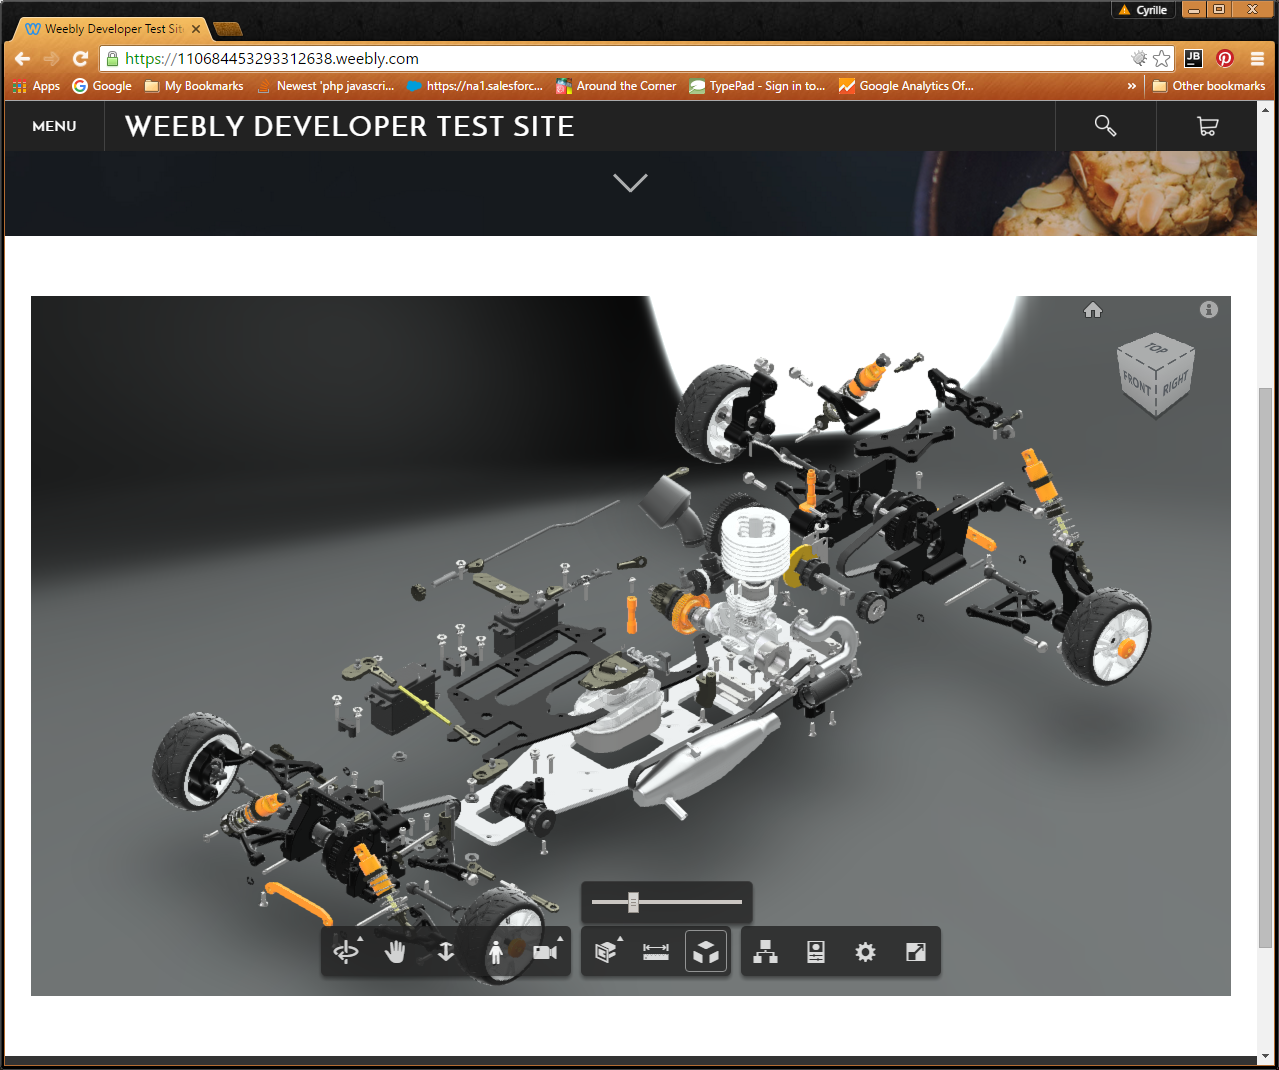 Cyrille
Weebly Developer Test Site
https://110684453293312638.weebly.com
JB
Apps Google My Bookmarks Newest 'php javascri... https://na1.salesforc... Around the Corner TypePad - Sign in to... Google Analytics Of... » Other bookmarks
MENU WEEBLY DEVELOPER TEST SITE
TOP
FRONT RIGHT